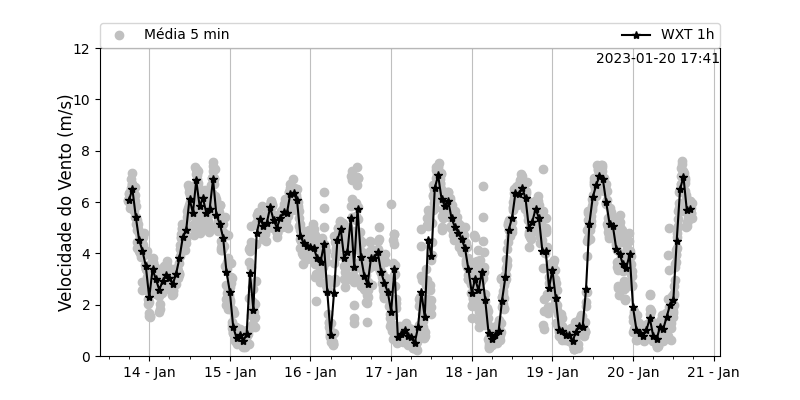 Média 5 min WXT 1h
2023-01-20 17:41
Velocidade do Vento (m/s)
12
10
8
6
4
2
0
14 - Jan 15 - Jan 16 - Jan 17 - Jan 18 - Jan 19 - Jan 20 - Jan 21 - Jan